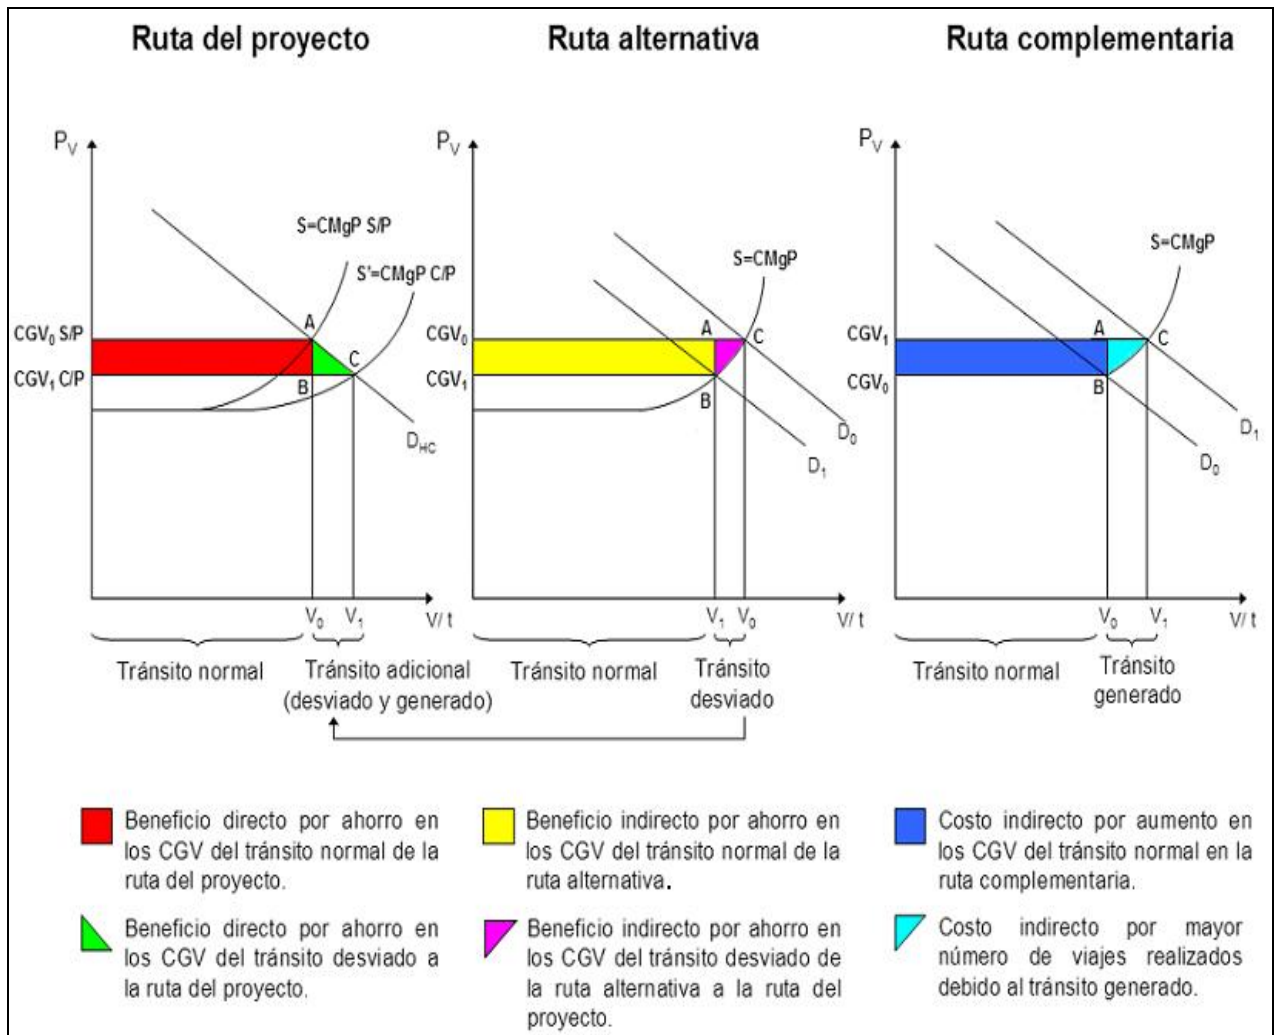 Ruta del proyecto
Ruta alternativa
Ruta complementaria
P_V
S=CMgP S/P
S'=CMgP C/P
CGV₀ S/P
CGV₁ C/P
A
B
C
D_HC
V₀
V₁
V/ t
Tránsito normal
Tránsito adicional
(desviado y generado)
P_V
S=CMgP
CGV₀
CGV₁
A
B
C
D₀
D₁
V₁
V₀
V/ t
Tránsito normal
Tránsito
desviado
P_V
S=CMgP
CGV₁
CGV₀
A
B
C
D₁
D₀
V₀
V₁
V/ t
Tránsito normal
Tránsito
generado
Beneficio directo por ahorro en
los CGV del tránsito normal de la
ruta del proyecto.
Beneficio directo por ahorro en
los CGV del tránsito desviado a
la ruta del proyecto.
Beneficio indirecto por ahorro en
los CGV del tránsito normal de la
ruta alternativa.
Beneficio indirecto por ahorro en
los CGV del tránsito desviado de
la ruta alternativa a la ruta del
proyecto.
Costo indirecto por aumento en
los CGV del tránsito normal en la
ruta complementaria.
Costo indirecto por mayor
número de viajes realizados
debido al tránsito generado.